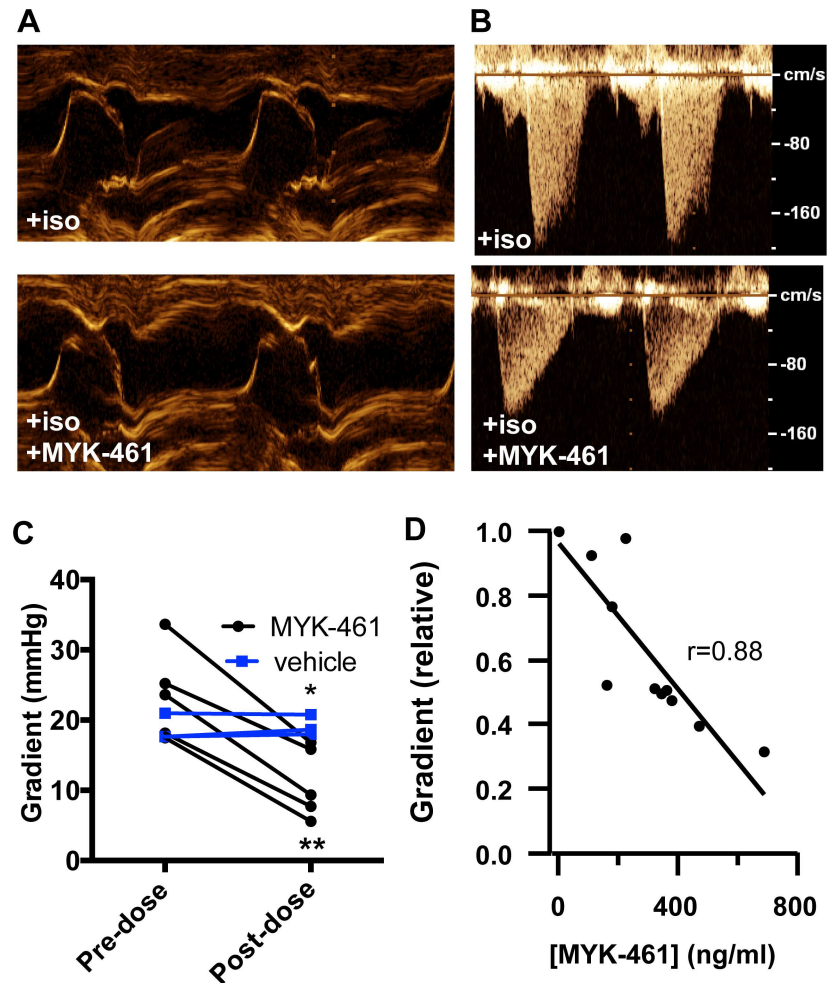 A
+iso
+iso
+MYK-461
B
cm/s
-80
-160
+iso
cm/s
-80
-160
+iso
+MYK-461
C
Gradient (mmHg)
40
30
20
10
0
MYK-461
vehicle
*
**
Pre-dose
Post-dose
D
Gradient (relative)
1.0
0.8
0.6
0.4
0.2
0.0
r=0.88
0
400
800
[MYK-461] (ng/ml)